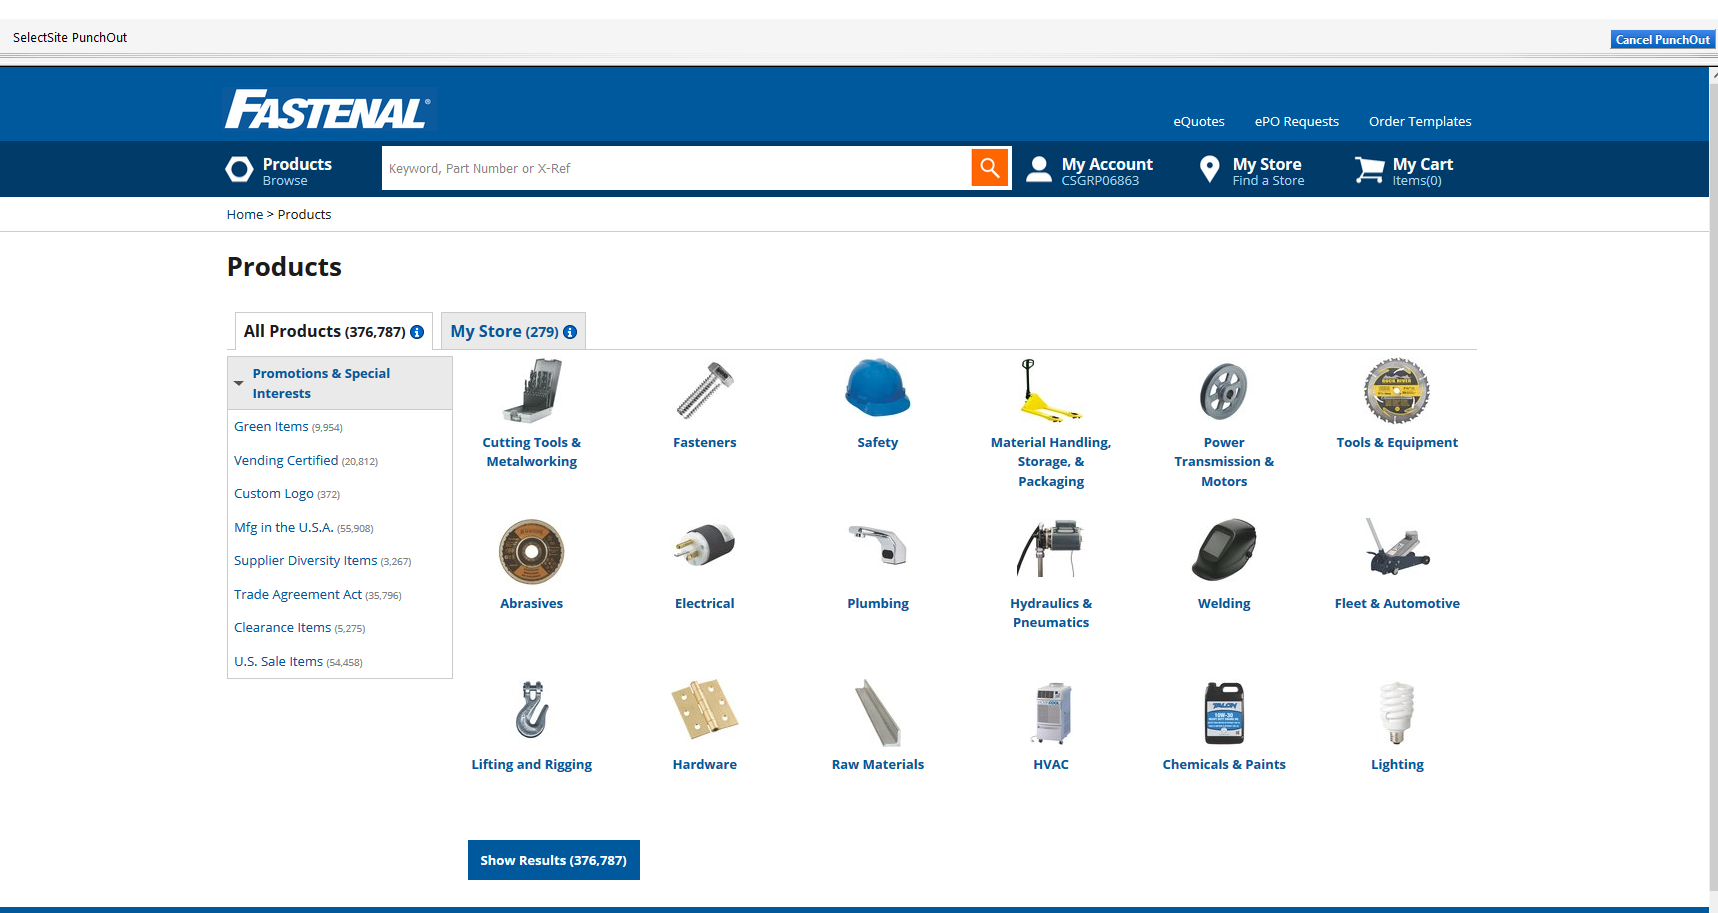 SelectSite PunchOut
Cancel PunchOut
FASTENAL®
eQuotes
ePO Requests
Order Templates
Products
Browse
Keyword, Part Number or X-Ref
My Account
CSGRP06863
My Store
Find a Store
My Cart
Items(0)
Home > Products
Products
All Products (376,787)
My Store (279)
Promotions & Special
Interests
Green Items (9,954)
Vending Certified (20,812)
Custom Logo (372)
Mfg in the U.S.A. (55,908)
Supplier Diversity Items (3,267)
Trade Agreement Act (35,796)
Clearance Items (5,275)
U.S. Sale Items (54,458)
Cutting Tools &
Metalworking
Fasteners
Safety
Material Handling,
Storage, &
Packaging
Power
Transmission &
Motors
ROCK RIVER
Tools & Equipment
Abrasives
Electrical
Plumbing
Hydraulics &
Pneumatics
Welding
Fleet & Automotive
Lifting and Rigging
Hardware
Raw Materials
HVAC
TALON
10W-30
Chemicals & Paints
Lighting
Show Results (376,787)